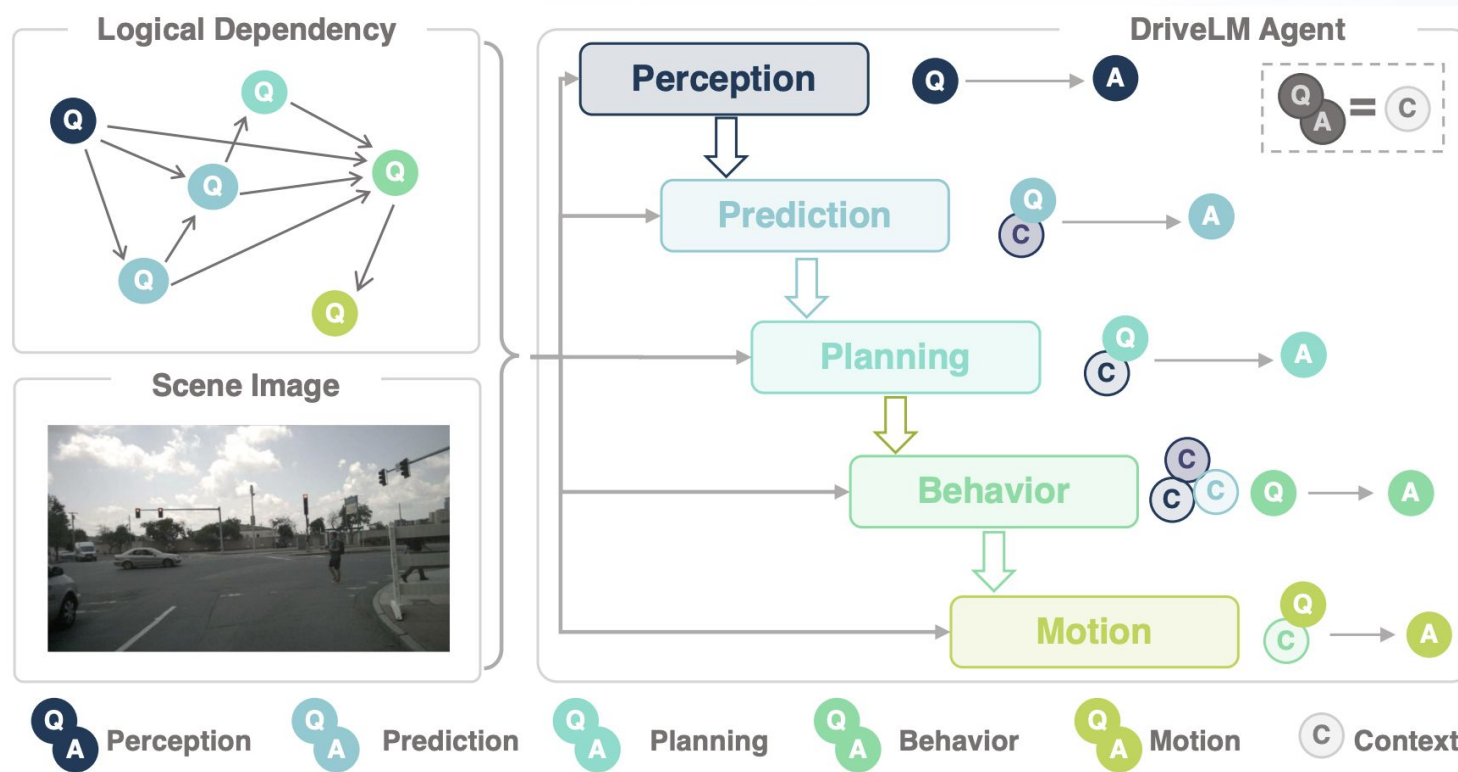 Logical Dependency
Q
Q
Q
Q
Q
Q
Scene Image
DriveLM Agent
Perception
Q
A
Q
A
=
C
Prediction
Q
C
A
Planning
Q
C
A
Behavior
C
C
C
Q
A
Motion
Q
C
A
Q
A
Perception
Q
A
Prediction
Q
A
Planning
Q
A
Behavior
Q
A
Motion
C
Context